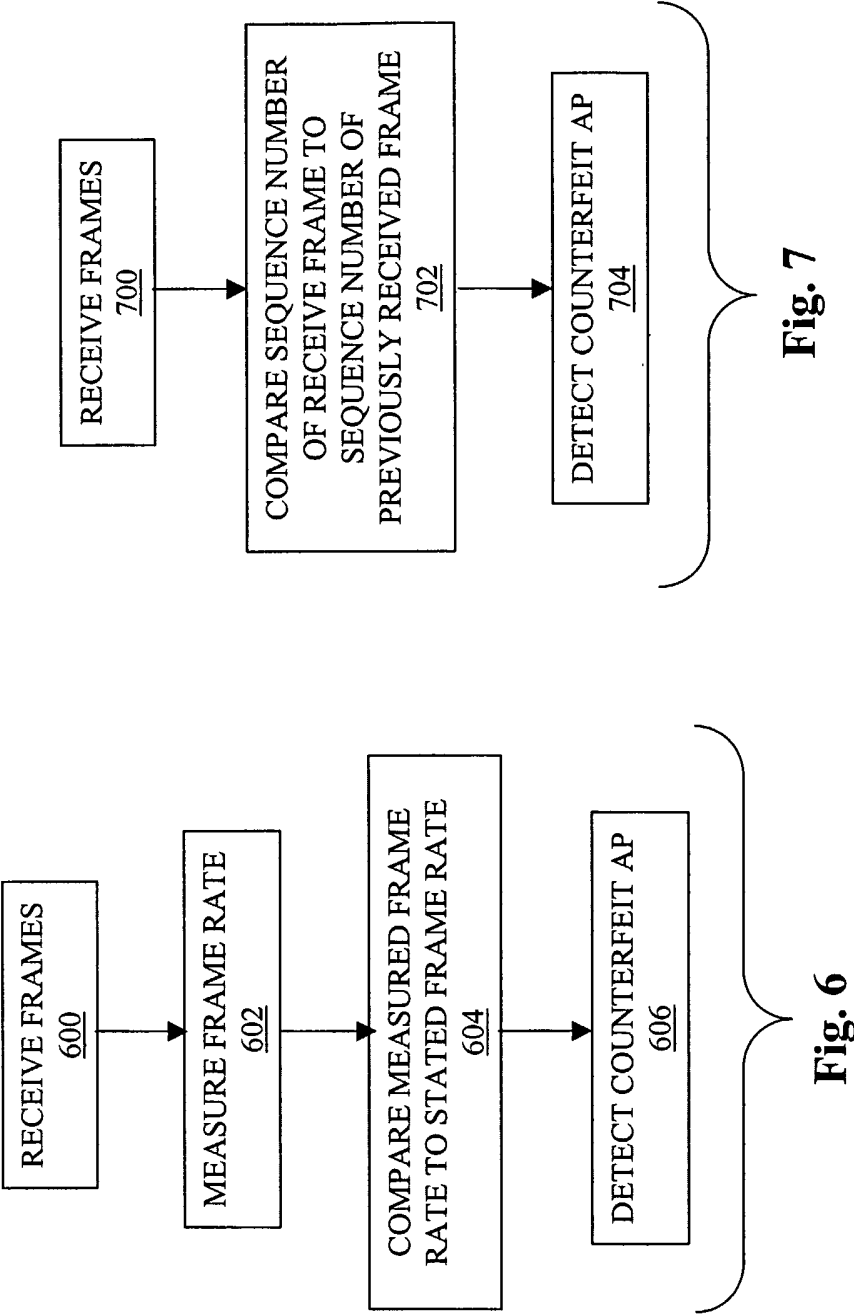 RECEIVE FRAMES
600
MEASURE FRAME RATE
602
COMPARE MEASURED FRAME
RATE TO STATED FRAME RATE
604
DETECT COUNTERFEIT AP
606
Fig. 6
RECEIVE FRAMES
700
COMPARE SEQUENCE NUMBER
OF RECEIVE FRAME TO
SEQUENCE NUMBER OF
PREVIOUSLY RECEIVED FRAME
702
DETECT COUNTERFEIT AP
704
Fig. 7